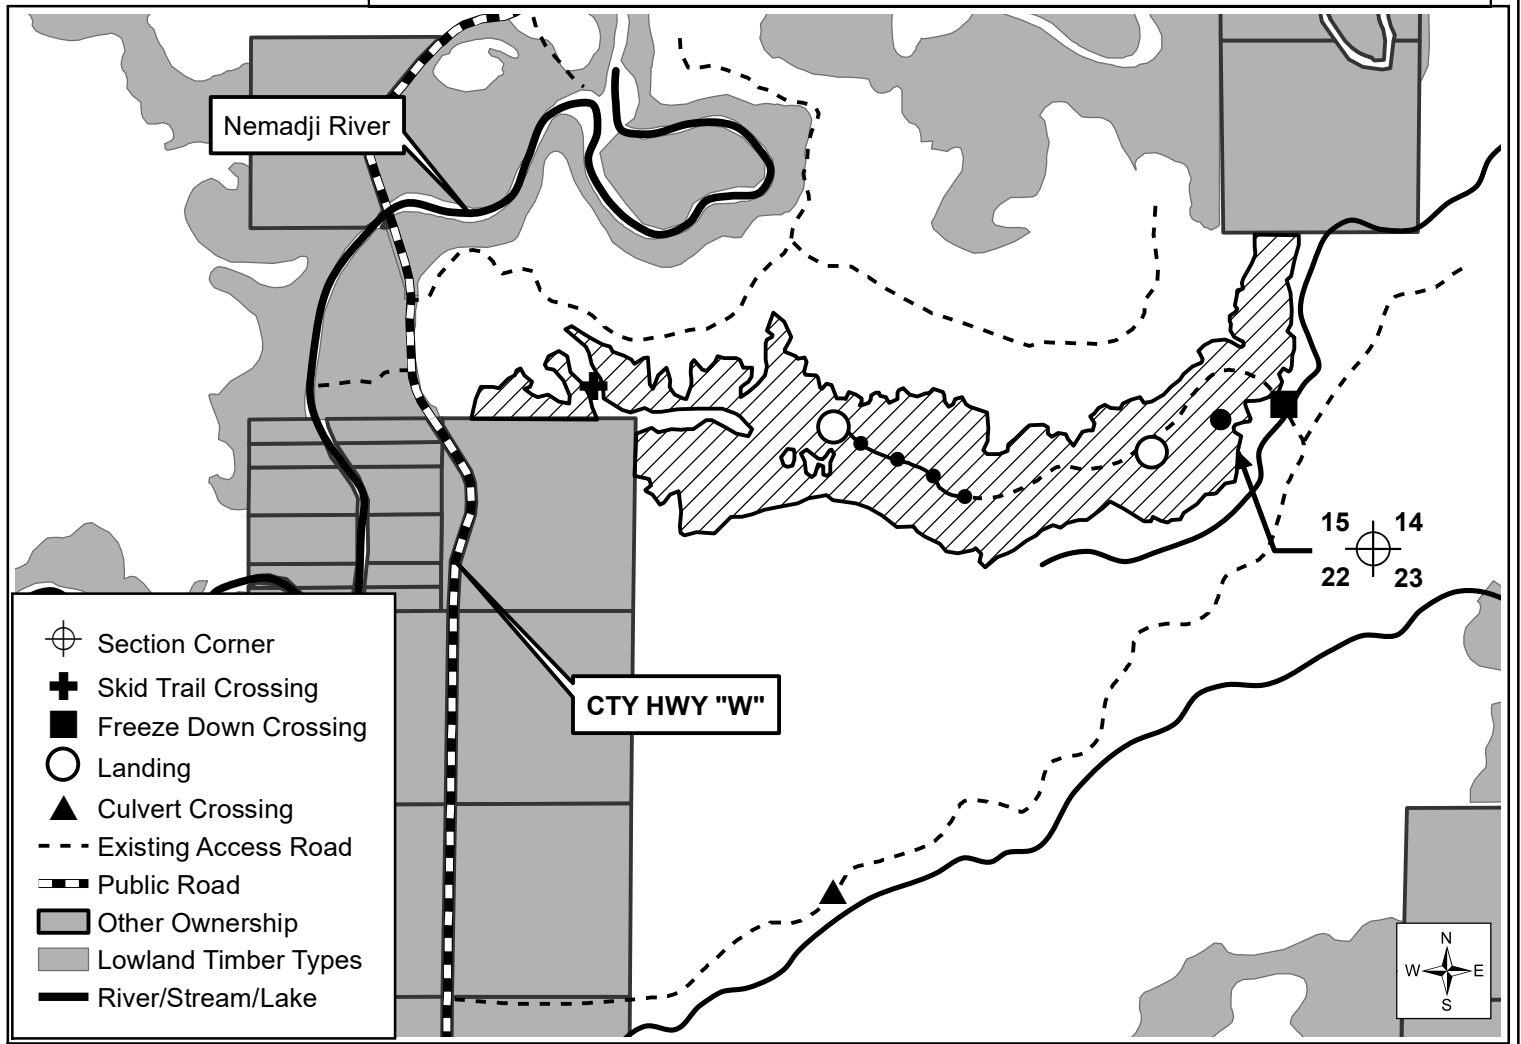 Nemadji River
15 14
22 23
CTY HWY "W"
Section Corner
Skid Trail Crossing
Freeze Down Crossing
Landing
Culvert Crossing
Existing Access Road
Public Road
Other Ownership
Lowland Timber Types
River/Stream/Lake
N
W E
S